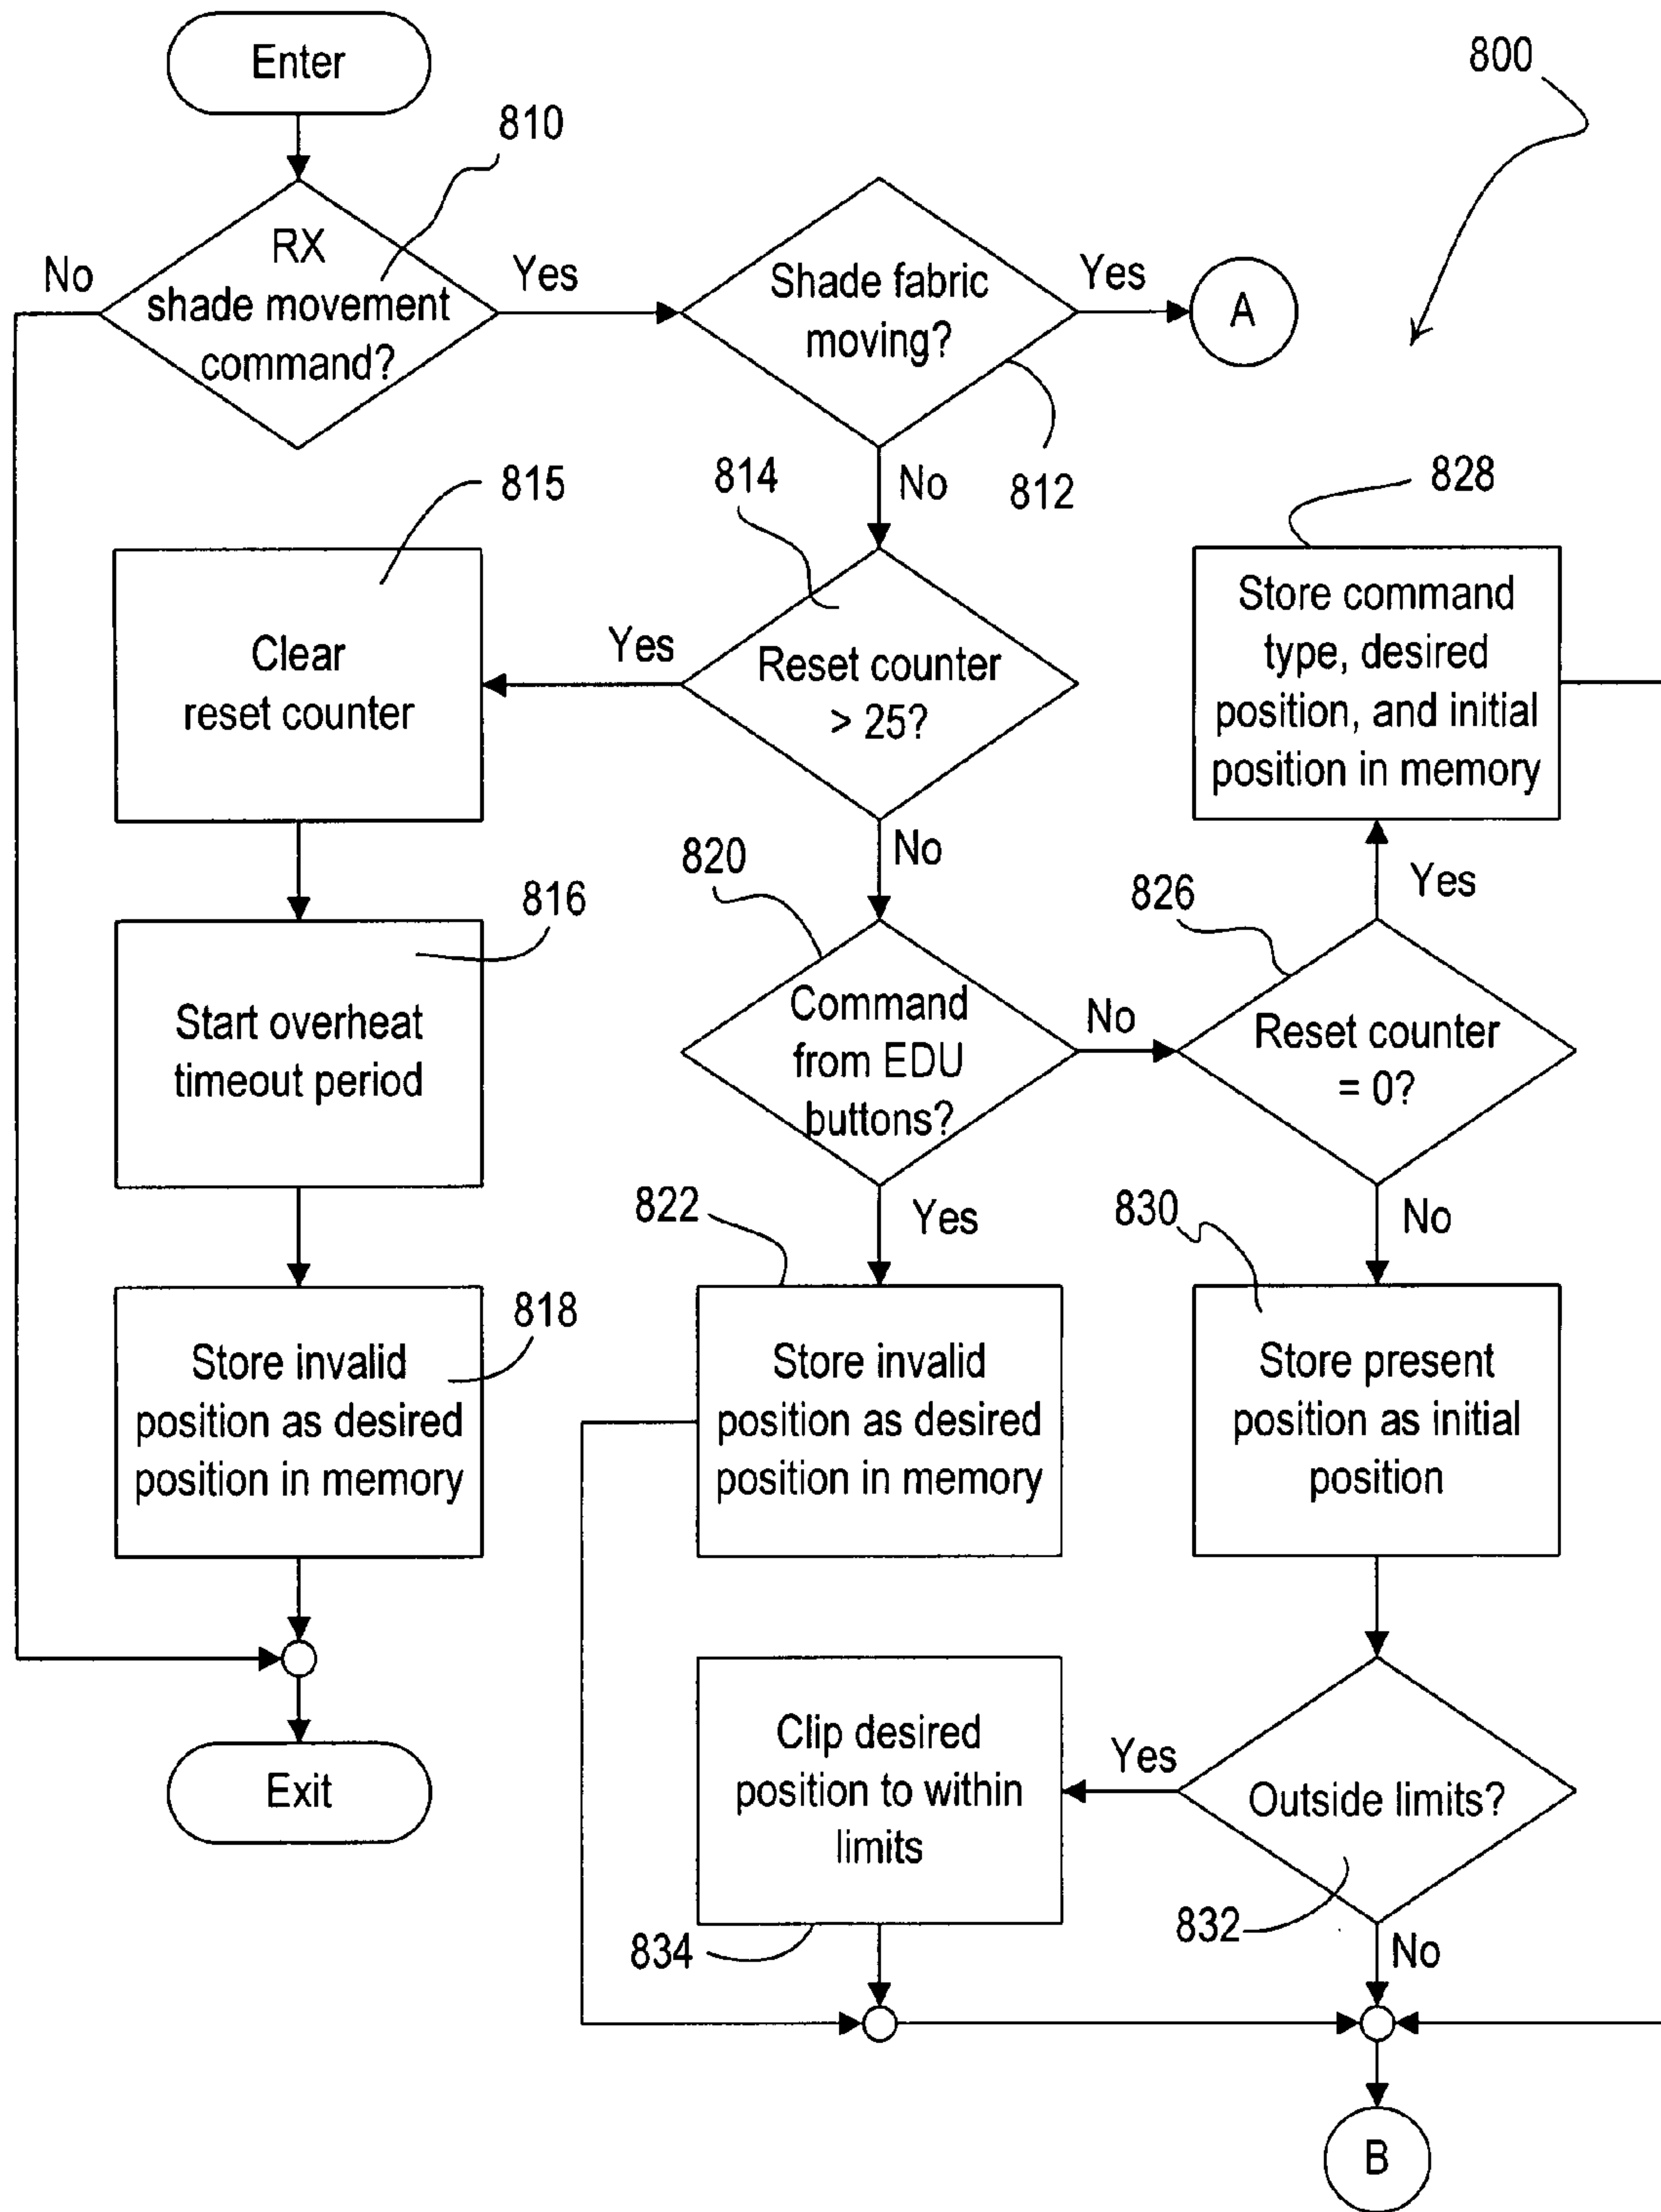 Enter
800
810
RX
shade movement
command?
No
Yes
Shade fabric
moving?
Yes
A
812
No
815
814
828
Clear
reset counter
Yes
Reset counter
> 25?
Store command
type, desired
position, and initial
position in memory
No
820
826
Yes
816
Start overheat
timeout period
Command
from EDU
buttons?
No
Reset counter
= 0?
822
Yes
830
No
818
Store invalid
position as desired
position in memory
Store invalid
position as desired
position in memory
Store present
position as initial
position
Clip desired
position to within
limits
Yes
Outside limits?
Exit
834
832
No
B